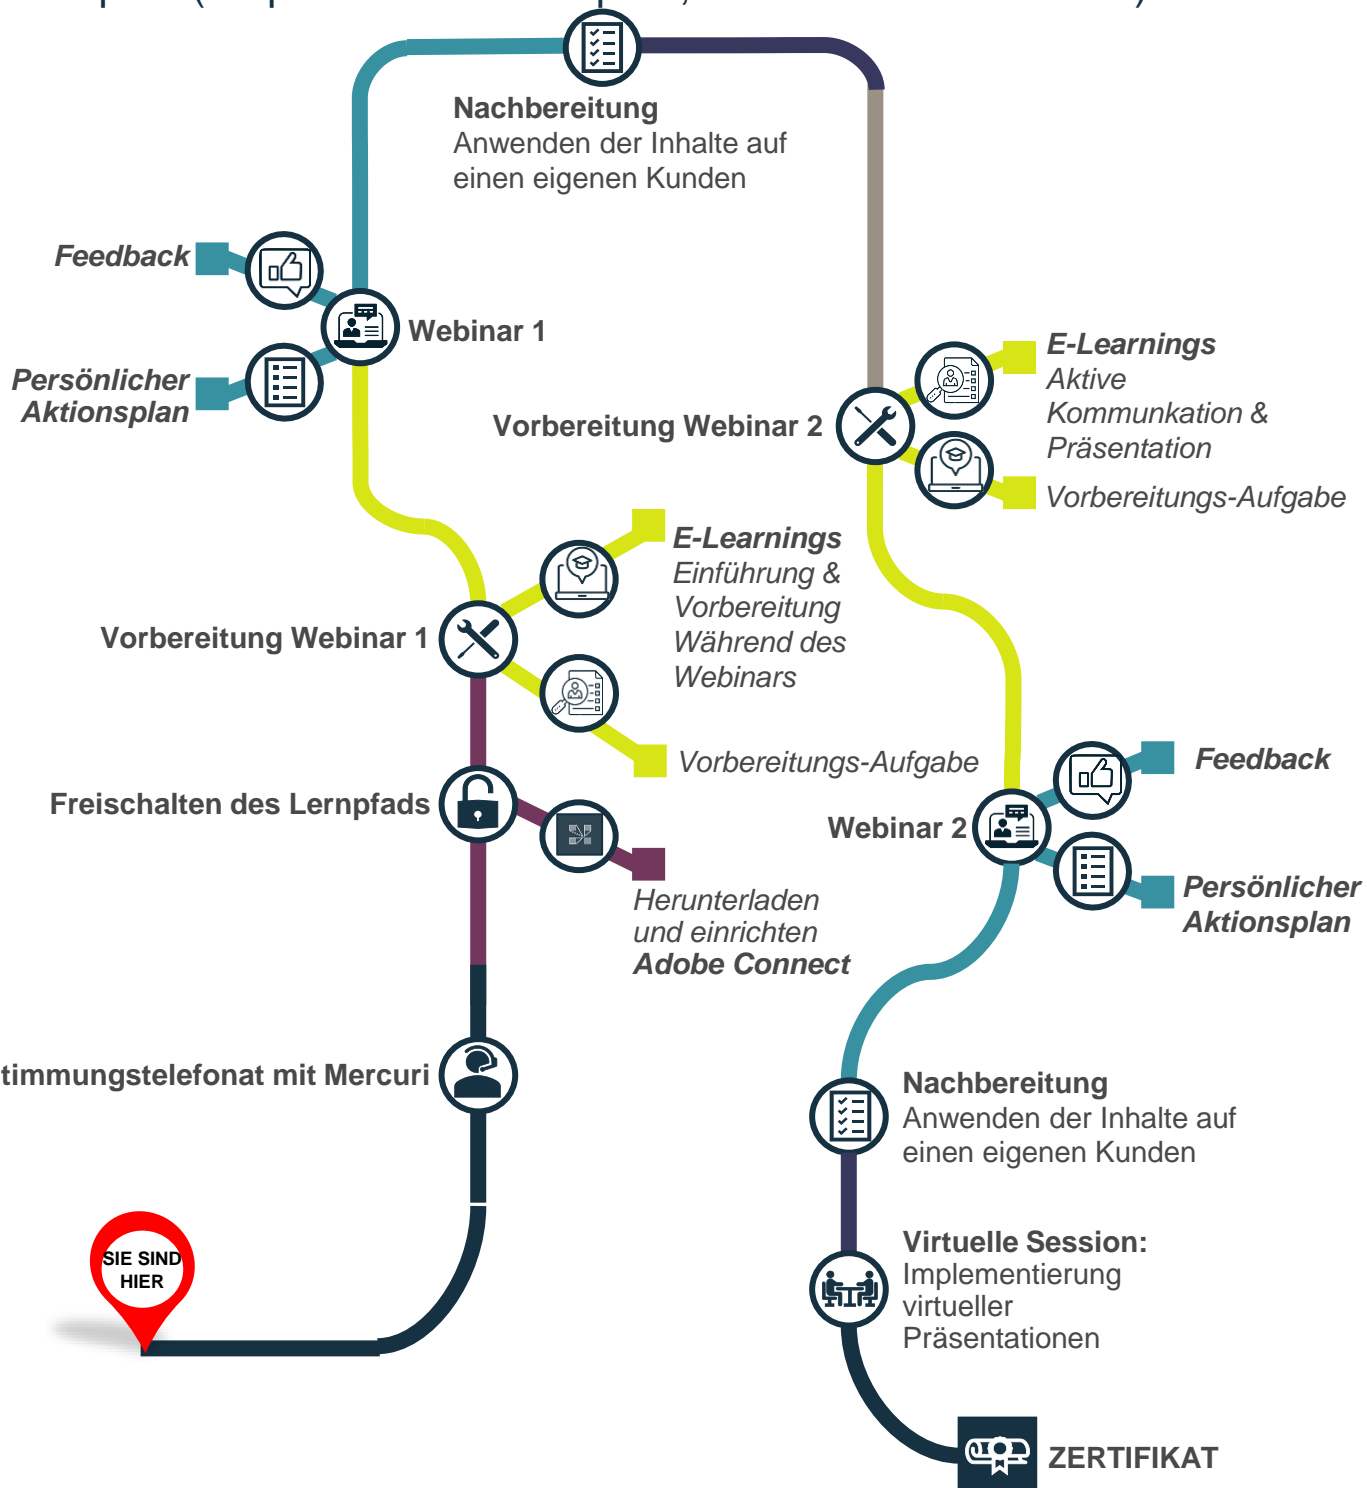 Nachbereitung
Anwenden der Inhalte auf
einen eigenen Kunden
Feedback
Webinar 1
Persönlicher
Aktionsplan
E-Learnings
Aktive
Kommunkation &
Präsentation
Vorbereitung Webinar 2
Vorbereitungs-Aufgabe
E-Learnings
Einführung &
Vorbereitung
Während des
Webinars
Vorbereitung Webinar 1
Vorbereitungs-Aufgabe
Freischalten des Lernpfads
Herunterladen
und einrichten
Adobe Connect
Feedback
Webinar 2
Persönlicher
Aktionsplan
timmungstelefonat mit Mercuri
Nachbereitung
Anwenden der Inhalte auf
einen eigenen Kunden
SIE SIND
HIER
Virtuelle Session:
Implementierung
virtueller
Präsentationen
ZERTIFIKAT